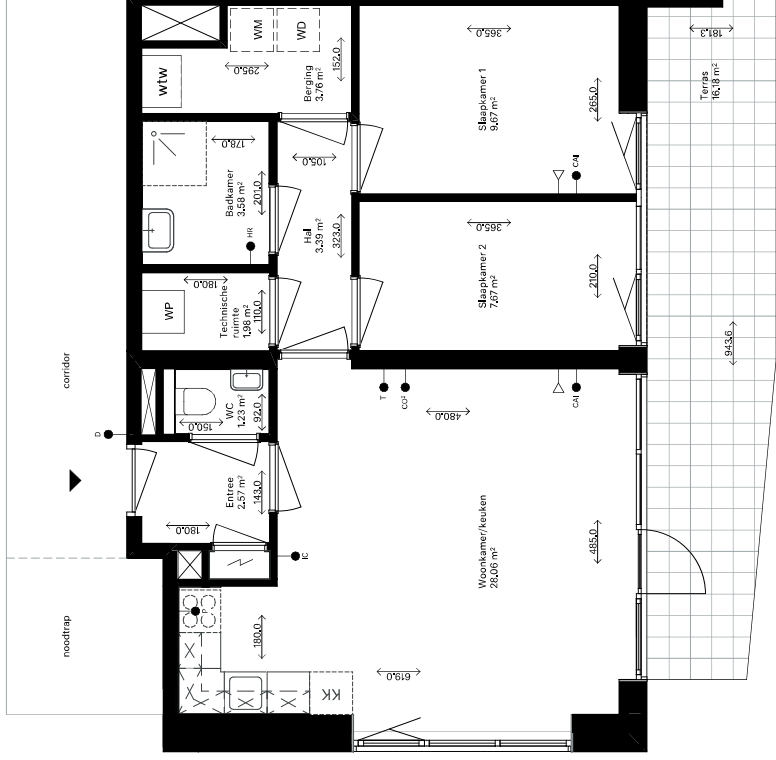 WM
WD
wtw
295.0
152.0
Berging
3.76 m²
365.0
Slaapkamer 1
9.67 m²
265.0
CAI
181.3
Terras
16.18 m²
178.0
Badkamer
3.58 m²
201.0
HR
105.0
Hal
3.39 m²
323.0
365.0
Slaapkamer 2
7.67 m²
210.0
943.6
WP
180.0
Technische
ruimte
1.98 m²
110.0
corridor
WC
1.23 m²
150.0
92.0
T
CO²
480.0
CAI
D
Entree
2.57 m²
143.0
180.0
IC
Woonkamer/keuken
28.06 m²
485.0
noodtrap
P
180.0
KK
619.0